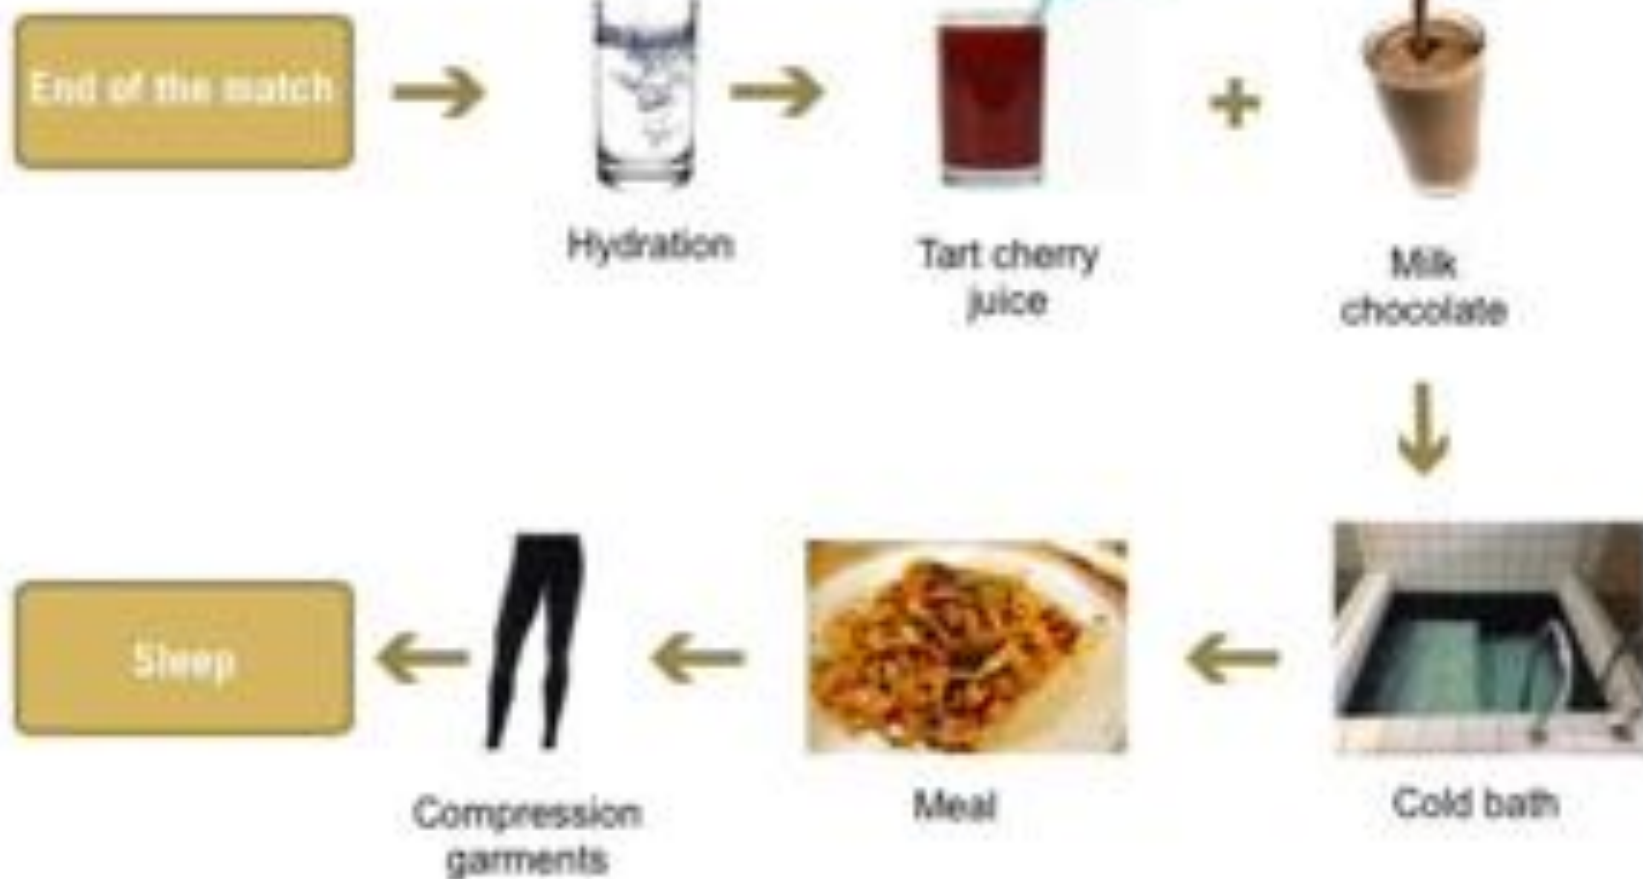 End of the match
Hydration
Tart cherry
juice
Milk
chocolate
Sleep
Compression
garments
Meal
Cold bath